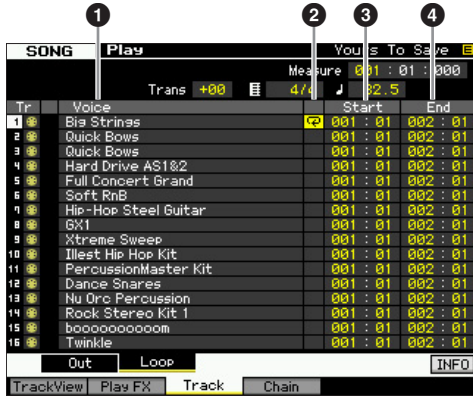 1 2 3 4
SONG Play Yours To Save E
Measure 001 : 01 : 000
Trans +00 4/4 82.5
Tr Voice Start End
1 Big Strings 001 : 01 002 : 01
2 Quick Bows 001 : 01 002 : 01
3 Quick Bows 001 : 01 002 : 01
4 Hard Drive AS1&2 001 : 01 002 : 01
5 Full Concert Grand 001 : 01 002 : 01
6 Soft RnB 001 : 01 002 : 01
7 Hip-Hop Steel Guitar 001 : 01 002 : 01
8 GX1 001 : 01 002 : 01
9 Xtreme Sweep 001 : 01 002 : 01
10 Illest Hip Hop Kit 001 : 01 002 : 01
11 PercussionMaster Kit 001 : 01 002 : 01
12 Dance Snares 001 : 01 002 : 01
13 Nu Orc Percussion 001 : 01 002 : 01
14 Rock Stereo Kit 1 001 : 01 002 : 01
15 booooooooooom 001 : 01 002 : 01
16 Twinkle 001 : 01 002 : 01
Out Loop INFO
TrackView Play FX Track Chain